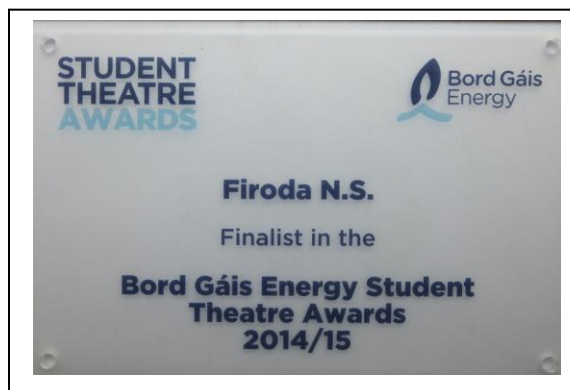 STUDENT
THEATRE
AWARDS
Bord Gáis
Energy
Firoda N.S.
Finalist in the
Bord Gáis Energy Student
Theatre Awards
2014/15